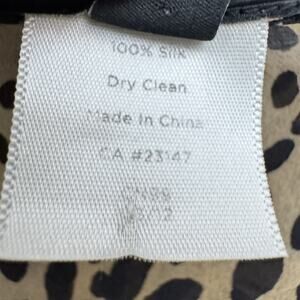 100% Silk
Dry Clean
Made in China
CA #23147